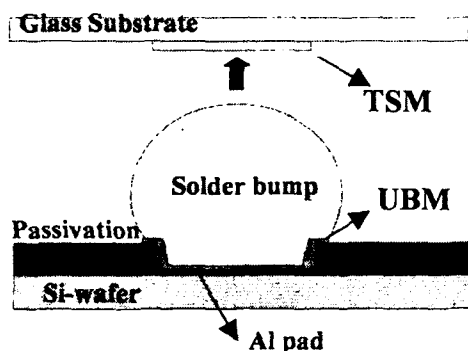 Glass Substrate
TSM
Solder bump
UBM
Passivation
Si-wafer
Al pad